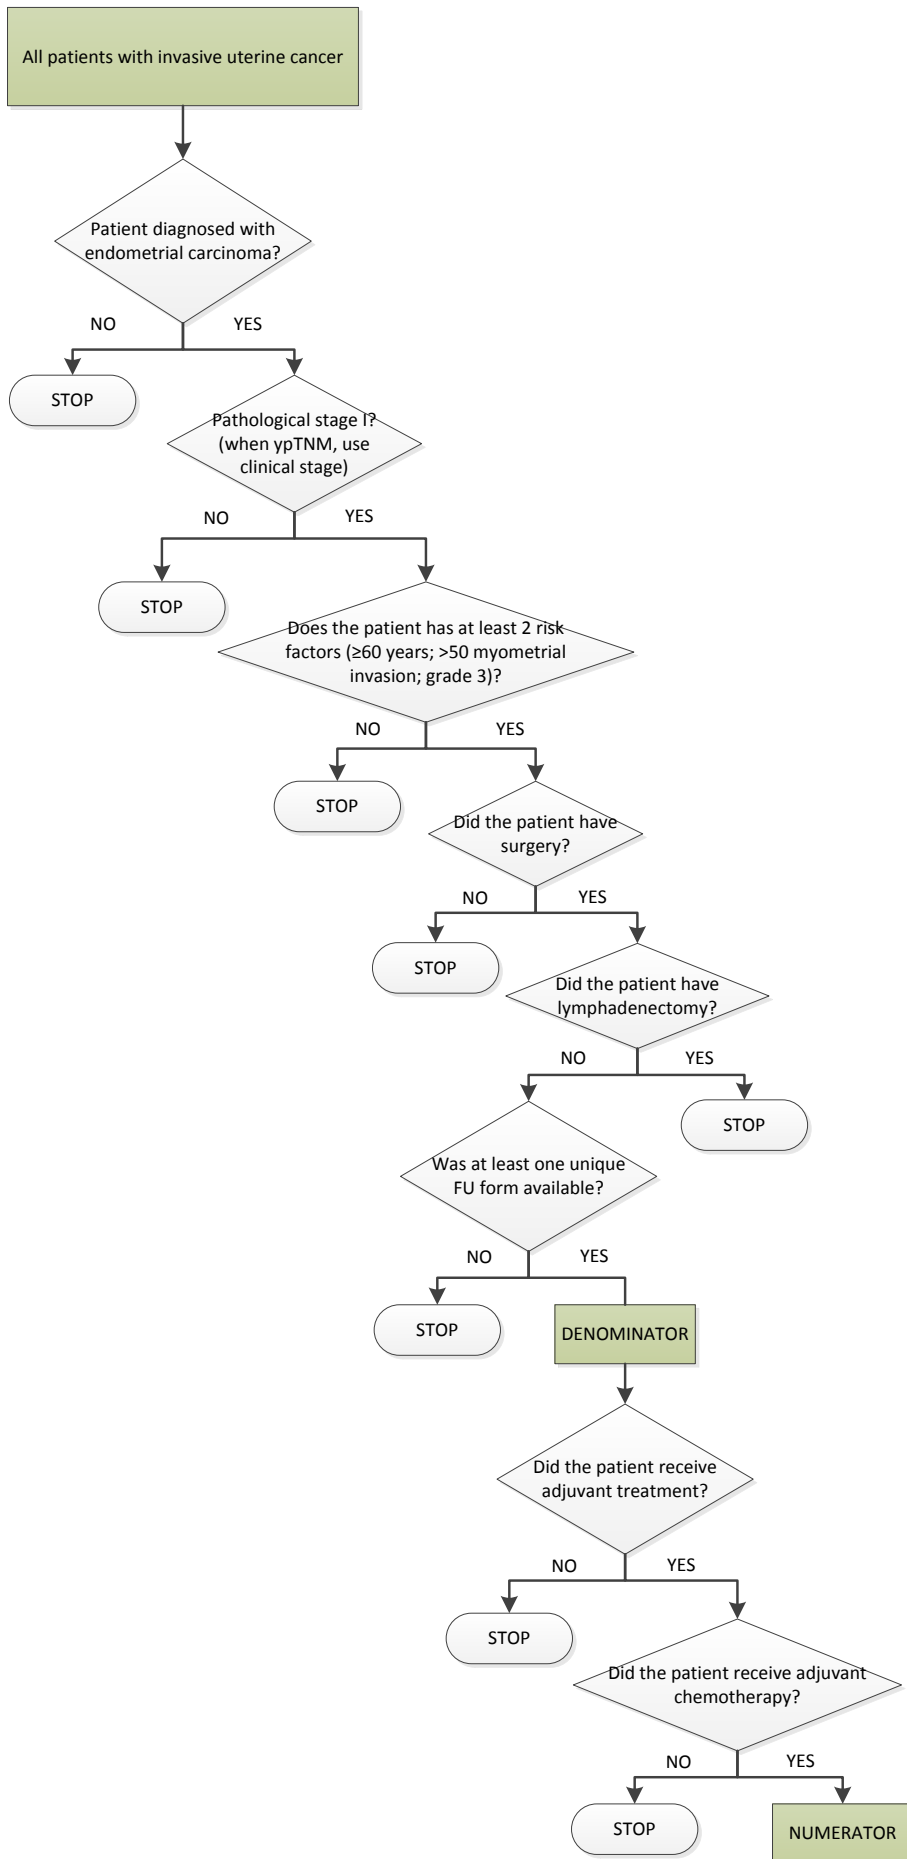 All patients with invasive uterine cancer
Patient diagnosed with
endometrial carcinoma?
NO
YES
STOP
Pathological stage I?
(when ypTNM, use
clinical stage)
NO
YES
STOP
Does the patient has at least 2 risk
factors (≥60 years; >50 myometrial
invasion; grade 3)?
NO
YES
STOP
Did the patient have
surgery?
NO
YES
STOP
Did the patient have
lymphadenectomy?
NO
YES
STOP
Was at least one unique
FU form available?
NO
YES
STOP
DENOMINATOR
Did the patient receive
adjuvant treatment?
NO
YES
STOP
Did the patient receive adjuvant
chemotherapy?
NO
YES
STOP
NUMERATOR